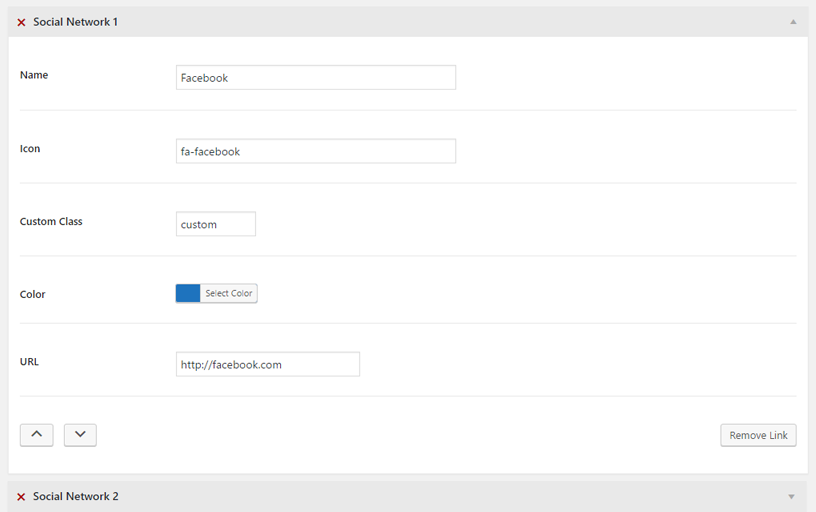 Social Network 1
Name
Facebook
Icon
fa-facebook
Custom Class
custom
Color
Select Color
URL
http://facebook.com
Remove Link
Social Network 2